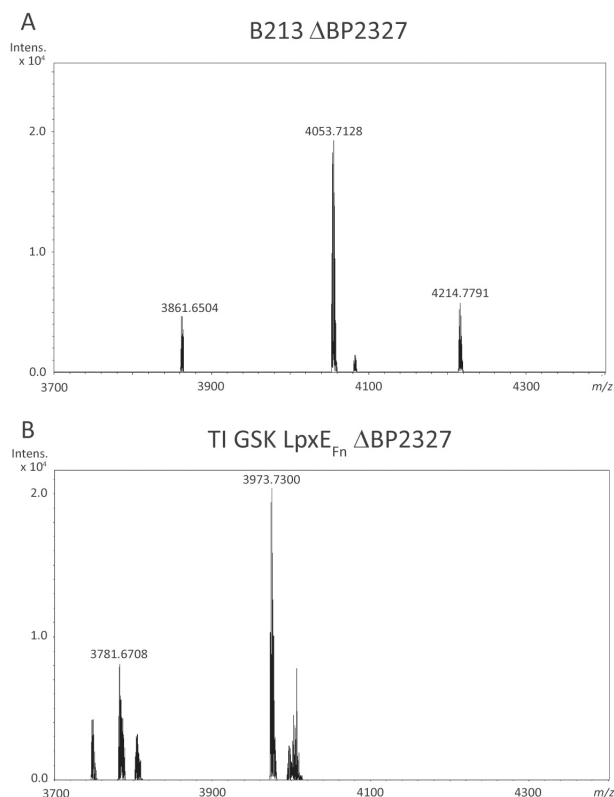 A
B213 ΔBP2327
Intens.
x 10⁴
2.0
1.0
0.0
4053.7128
3861.6504
4214.7791
3700
3900
4100
4300
m/z
B
TI GSK LpxE_Fn ΔBP2327
Intens.
x 10⁴
2.0
1.0
0.0
3973.7300
3781.6708
3700
3900
4100
4300
m/z